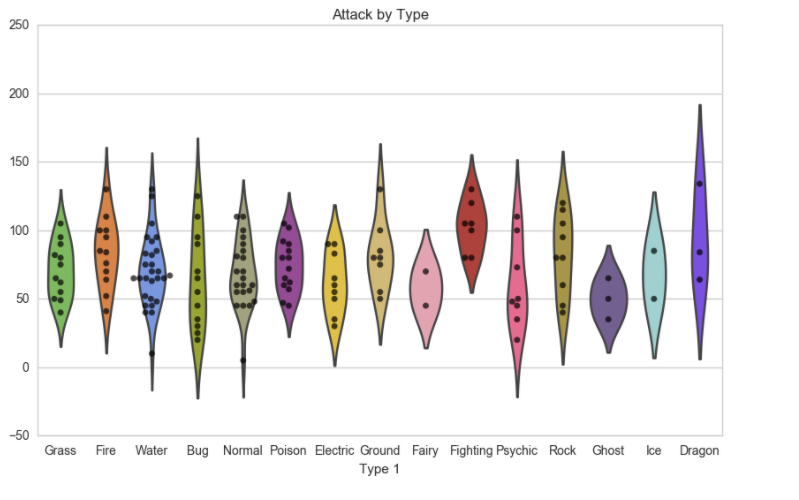 Attack by Type
250
200
150
100
50
0
−50
Grass Fire Water Bug Normal Poison Electric Ground Fairy Fighting Psychic Rock Ghost Ice Dragon
Type 1